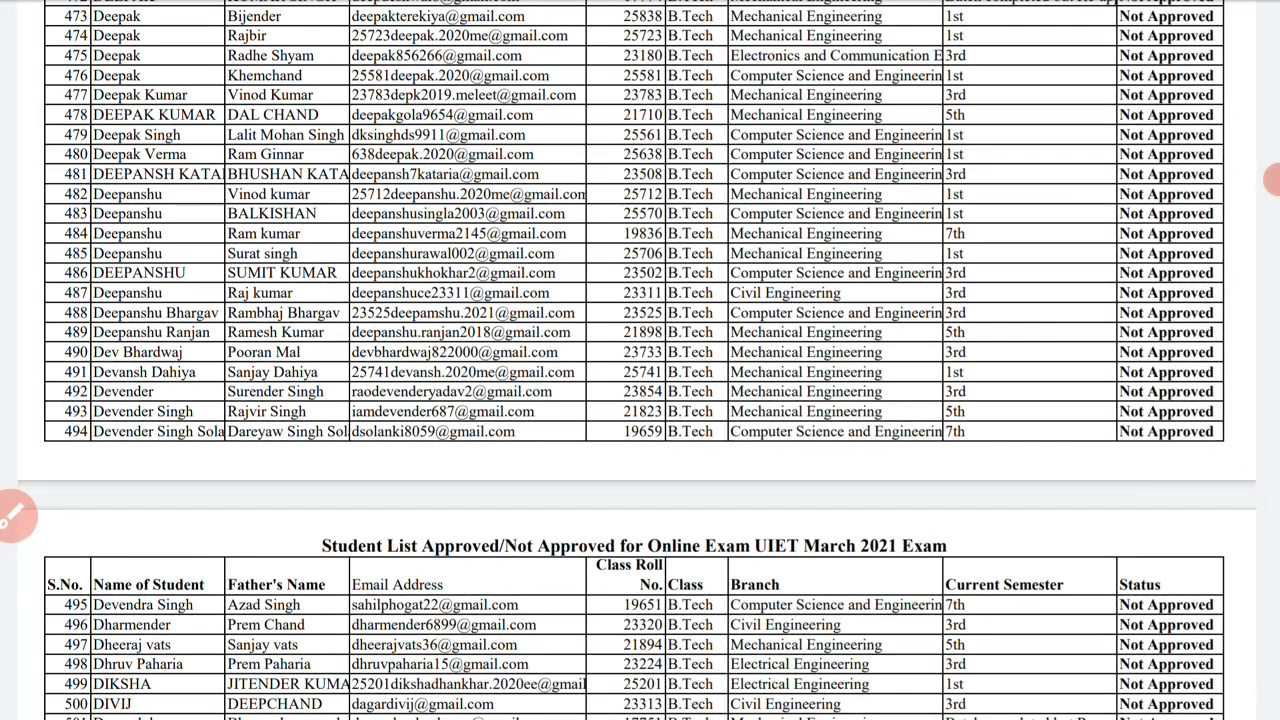 473 Deepak Bijender deepakterekiya@gmail.com 25838 B.Tech Mechanical Engineering 1st Not Approved
474 Deepak Rajbir 25723deepak.2020me@gmail.com 25723 B.Tech Mechanical Engineering 1st Not Approved
475 Deepak Radhe Shyam deepak856266@gmail.com 23180 B.Tech Electronics and Communication E 3rd Not Approved
476 Deepak Khemchand 25581deepak.2020@gmail.com 25581 B.Tech Computer Science and Engineerin 1st Not Approved
477 Deepak Kumar Vinod Kumar 23783depk2019.meleet@gmail.com 23783 B.Tech Mechanical Engineering 3rd Not Approved
478 DEEPAK KUMAR DAL CHAND deepakgola9654@gmail.com 21710 B.Tech Mechanical Engineering 5th Not Approved
479 Deepak Singh Lalit Mohan Singh dksinghds9911@gmail.com 25561 B.Tech Computer Science and Engineerin 1st Not Approved
480 Deepak Verma Ram Ginnar 638deepak.2020@gmail.com 25638 B.Tech Computer Science and Engineerin 1st Not Approved
481 DEEPANSH KATA BHUSHAN KATA deepansh7kataria@gmail.com 23508 B.Tech Computer Science and Engineerin 3rd Not Approved
482 Deepanshu Vinod kumar 25712deepanshu.2020me@gmail.com 25712 B.Tech Mechanical Engineering 1st Not Approved
483 Deepanshu BALKISHAN deepanshusingla2003@gmail.com 25570 B.Tech Computer Science and Engineerin 1st Not Approved
484 Deepanshu Ram kumar deepanshuverma2145@gmail.com 19836 B.Tech Mechanical Engineering 7th Not Approved
485 Deepanshu Surat singh deepanshurawal002@gmail.com 25706 B.Tech Mechanical Engineering 1st Not Approved
486 DEEPANSHU SUMIT KUMAR deepanshukhokhar2@gmail.com 23502 B.Tech Computer Science and Engineerin 3rd Not Approved
487 Deepanshu Raj kumar deepanshuce23311@gmail.com 23311 B.Tech Civil Engineering 3rd Not Approved
488 Deepanshu Bhargav Rambhaj Bhargav 23525deepamshu.2021@gmail.com 23525 B.Tech Computer Science and Engineerin 3rd Not Approved
489 Deepanshu Ranjan Ramesh Kumar deepanshu.ranjan2018@gmail.com 21898 B.Tech Mechanical Engineering 5th Not Approved
490 Dev Bhardwaj Pooran Mal devbhardwaj822000@gmail.com 23733 B.Tech Mechanical Engineering 3rd Not Approved
491 Devansh Dahiya Sanjay Dahiya 25741devansh.2020me@gmail.com 25741 B.Tech Mechanical Engineering 1st Not Approved
492 Devender Surender Singh raodevenderyadav2@gmail.com 23854 B.Tech Mechanical Engineering 3rd Not Approved
493 Devender Singh Rajvir Singh iamdevender687@gmail.com 21823 B.Tech Mechanical Engineering 5th Not Approved
494 Devender Singh Sola Dareyaw Singh Sol dsolanki8059@gmail.com 19659 B.Tech Computer Science and Engineerin 7th Not Approved
Student List Approved/Not Approved for Online Exam UIET March 2021 Exam
S.No. Name of Student Father's Name Email Address Class Roll No. Class Branch Current Semester Status
495 Devendra Singh Azad Singh sahilphogat22@gmail.com 19651 B.Tech Computer Science and Engineerin 7th Not Approved
496 Dharmender Prem Chand dharmender6899@gmail.com 23320 B.Tech Civil Engineering 3rd Not Approved
497 Dheeraj vats Sanjay vats dheerajvats36@gmail.com 21894 B.Tech Mechanical Engineering 5th Not Approved
498 Dhruv Paharia Prem Paharia dhruvpaharia15@gmail.com 23224 B.Tech Electrical Engineering 3rd Not Approved
499 DIKSHA JITENDER KUMA 25201dikshadhankhar.2020ee@gmail 25201 B.Tech Electrical Engineering 1st Not Approved
500 DIVIJ DEEPCHAND dagardivij@gmail.com 23313 B.Tech Civil Engineering 3rd Not Approved